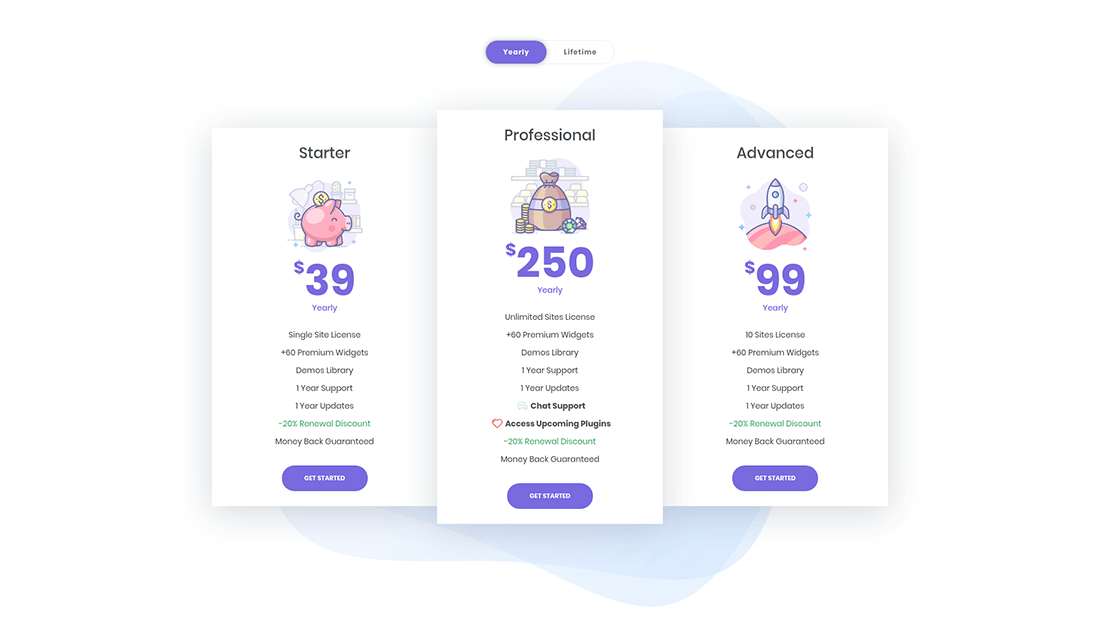 Yearly
Lifetime
Starter
$39
Yearly
Single Site License
+60 Premium Widgets
Demos Library
1 Year Support
1 Year Updates
-20% Renewal Discount
Money Back Guaranteed
GET STARTED
Professional
$250
Yearly
Unlimited Sites License
+60 Premium Widgets
Demos Library
1 Year Support
1 Year Updates
Chat Support
Access Upcoming Plugins
-20% Renewal Discount
Money Back Guaranteed
GET STARTED
Advanced
$99
Yearly
10 Sites License
+60 Premium Widgets
Demos Library
1 Year Support
1 Year Updates
-20% Renewal Discount
Money Back Guaranteed
GET STARTED